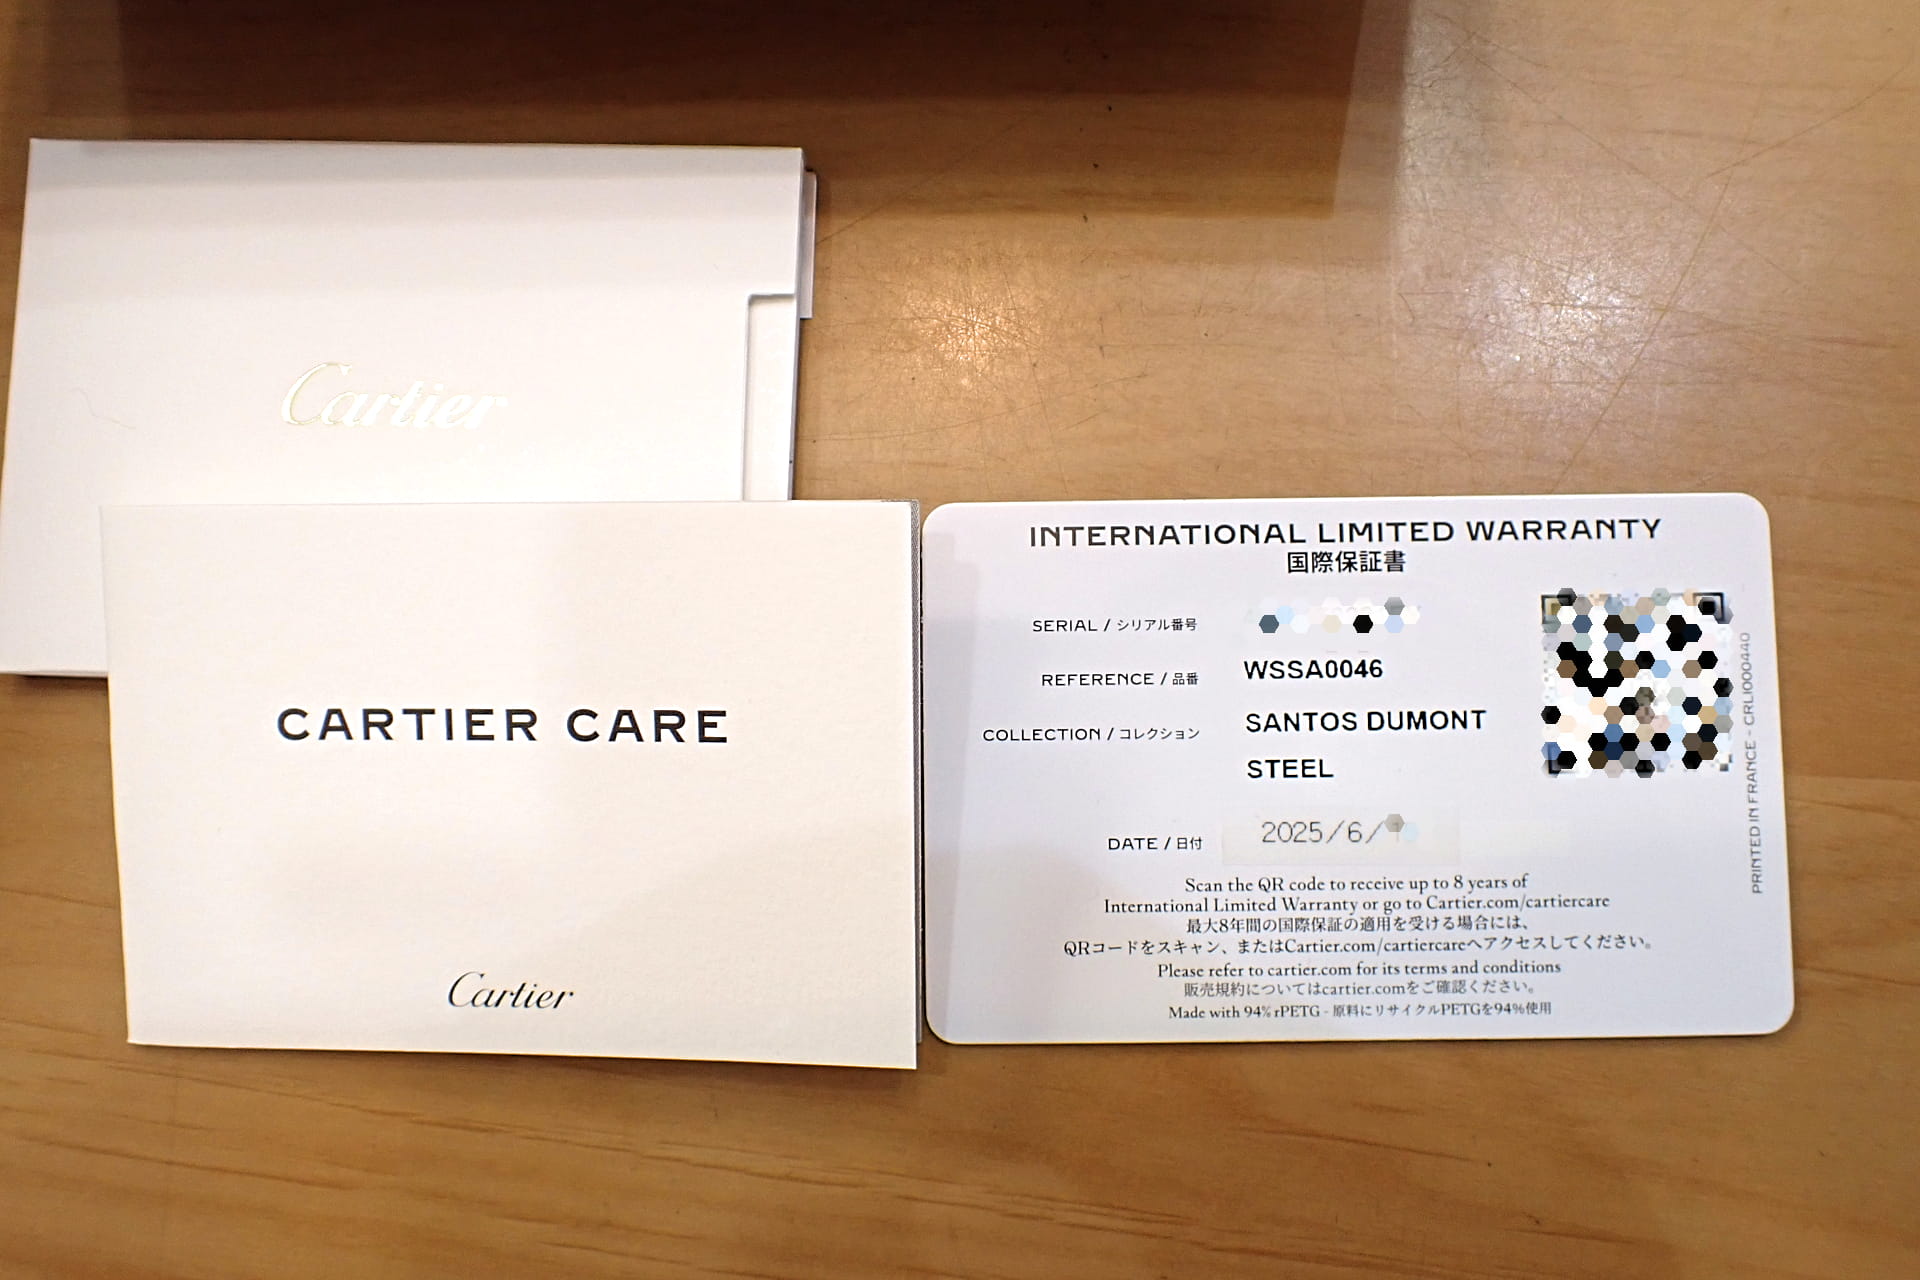 Cartier
CARTIER CARE
Cartier
INTERNATIONAL LIMITED WARRANTY
国際保証書
SERIAL / シリアル番号
REFERENCE / 品番 WSSA0046
COLLECTION / コレクション SANTOS DUMONT
STEEL
DATE / 日付 2025/6/
Scan the QR code to receive up to 8 years of
International Limited Warranty or go to Cartier.com/cartiercare
最大8年間の国際保証の適用を受ける場合には、
QRコードをスキャン、またはCartier.com/cartiercareへアクセスしてください。
Please refer to cartier.com for its terms and conditions
販売規約についてはcartier.comをご確認ください。
Made with 94% rPETG - 原料にリサイクルPETGを94%使用
PRINTED IN FRANCE - CRLI000440